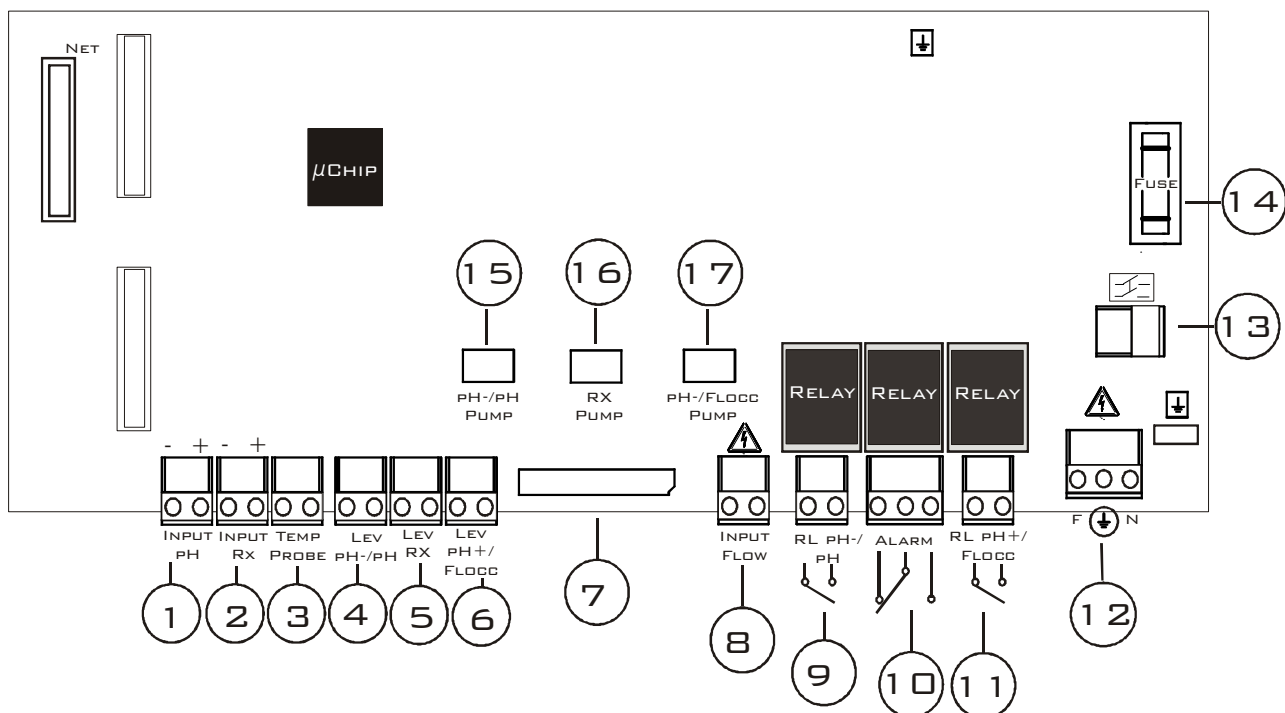 NET
µCHIP
FUSE
14
15
16
17
13
PH-/PH
PUMP
RX
PUMP
PH-/FLOCC
PUMP
RELAY
RELAY
RELAY
- +
- +
INPUT
PH
INPUT
RX
TEMP
PROBE
LEV
PH-/PH
LEV
RX
LEV
PH+/
FLOCC
INPUT
FLOW
RL PH-/
PH
ALARM
RL PH+/
FLOCC
F N
1
2
3
4
5
6
7
8
9
10
11
12